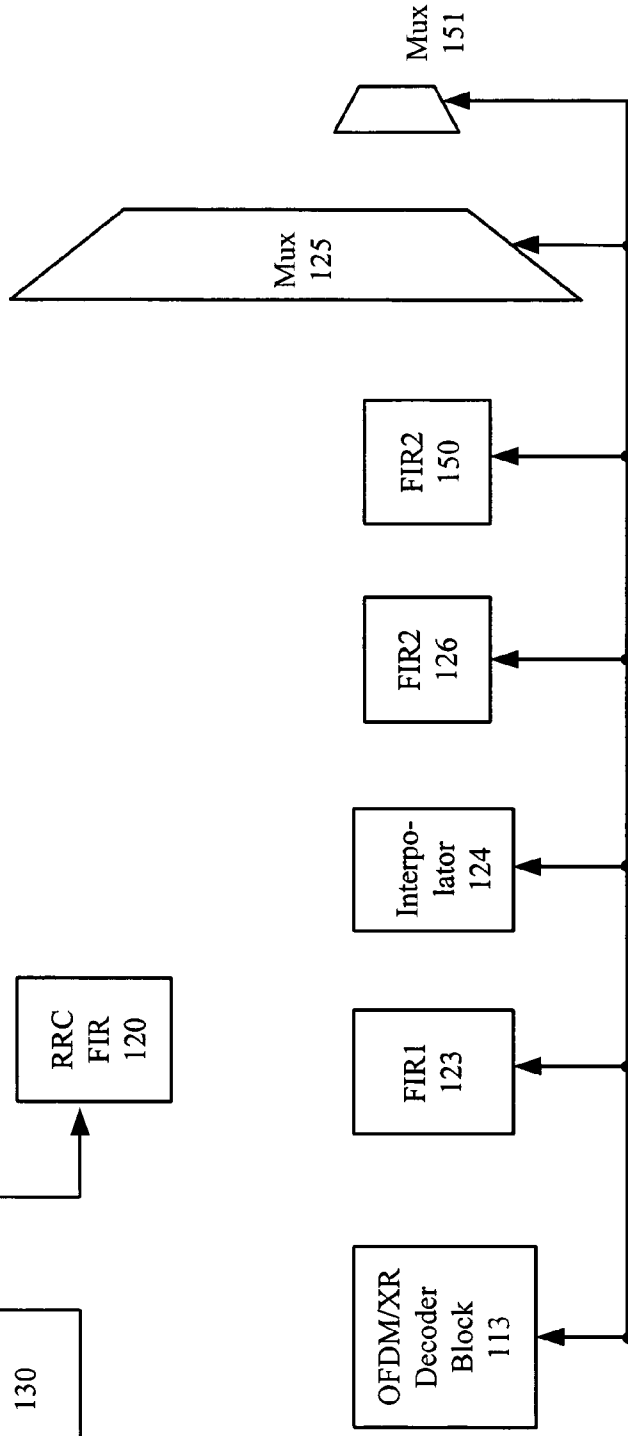 130
RRC
FIR
120
OFDM/XR
Decoder
Block
113
FIR1
123
Interpo-
lator
124
FIR2
126
FIR2
150
Mux
125
Mux
151